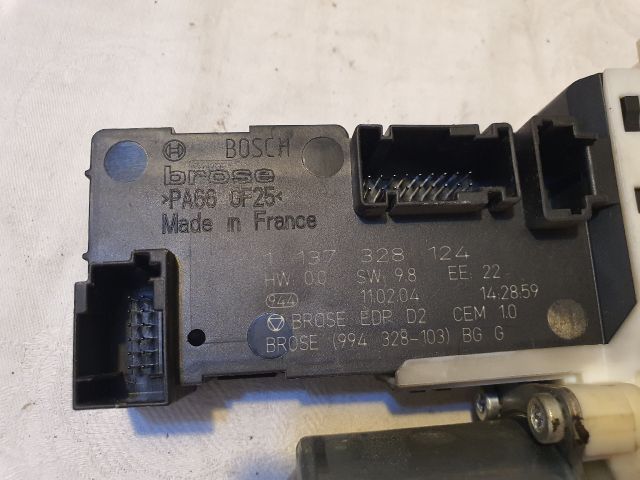 BOSCH
brose
>PA66 GF25<
Made in France
1 137 328 124
HW 0.0 SW 9.8 EE 22
944 11.02.04 14:28:59
BROSE EDR D2 CEM 1.0
BROSE (994 328-103) BG G